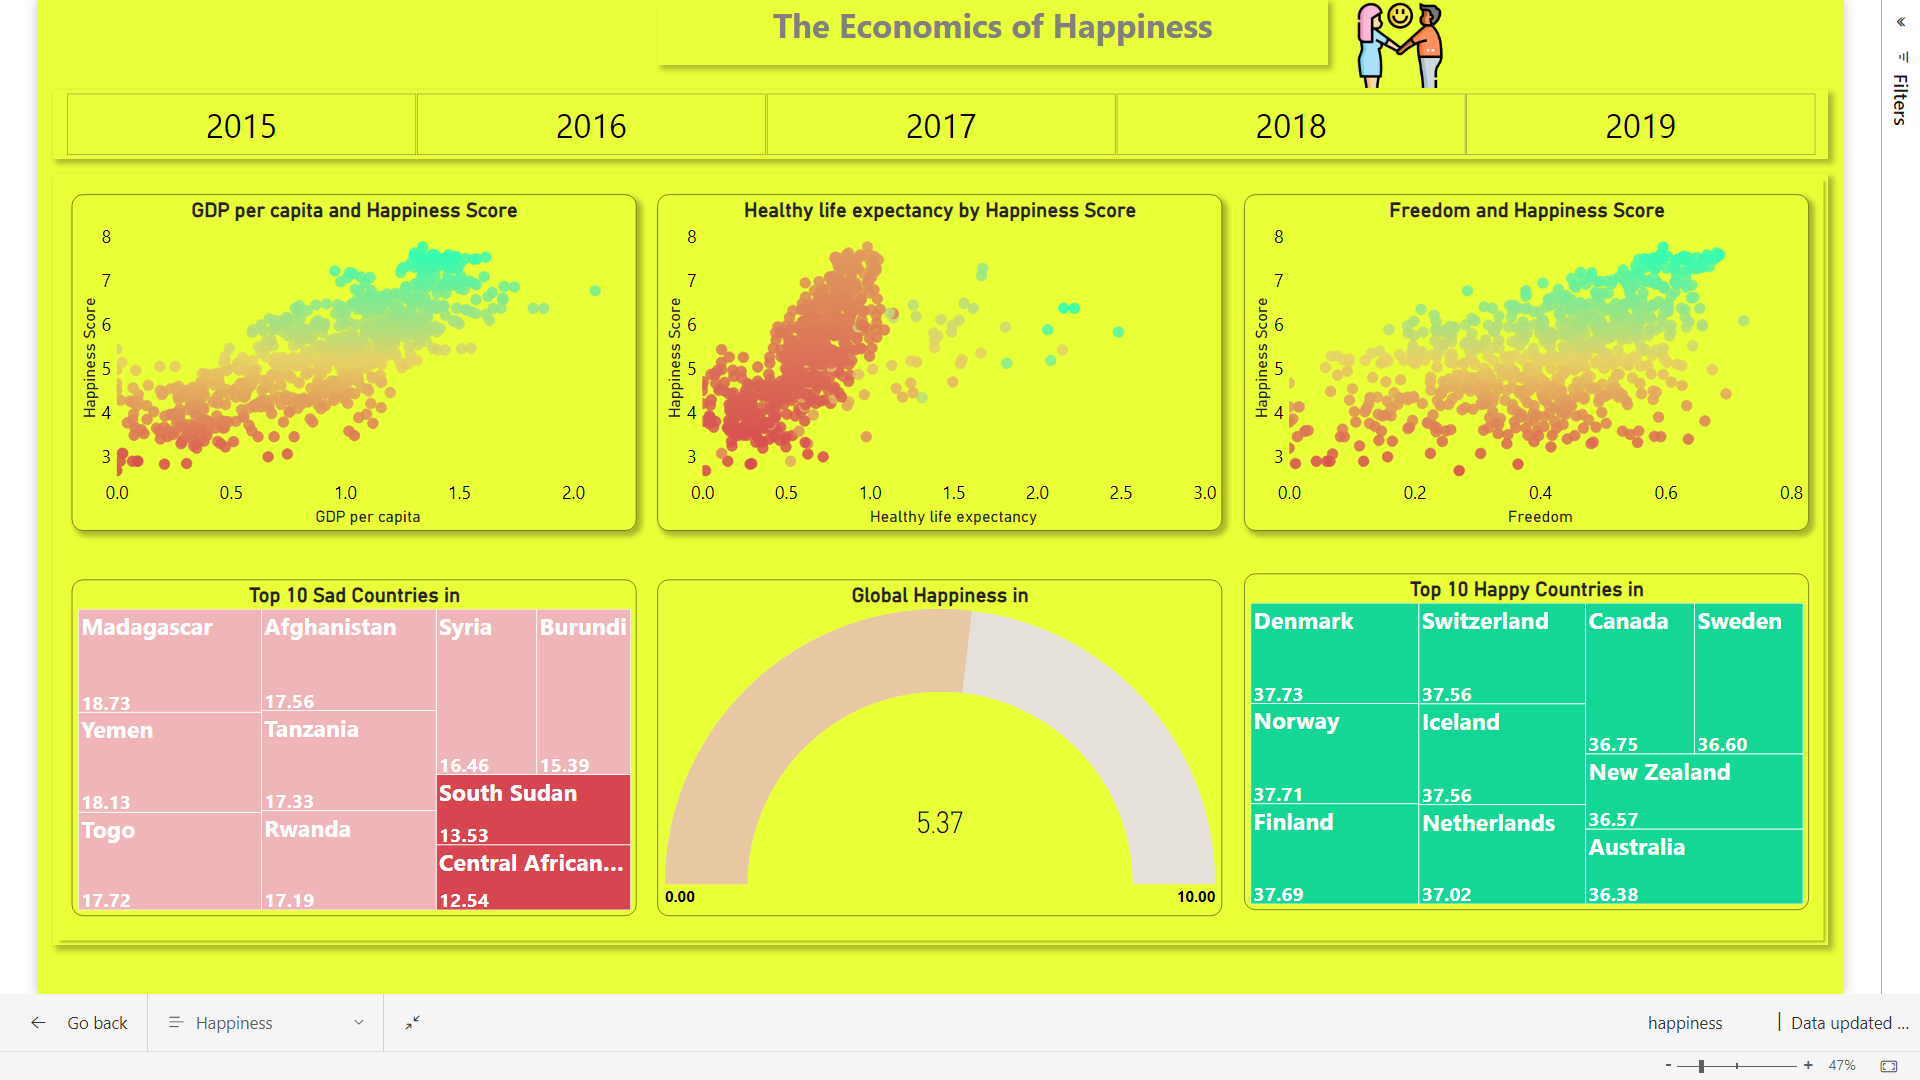 The Economics of Happiness
Filters
2015 2016 2017 2018 2019
GDP per capita and Happiness Score
Happiness Score
8
7
6
5
4
3
0.0 0.5 1.0 1.5 2.0
GDP per capita
Healthy life expectancy by Happiness Score
Happiness Score
8
7
6
5
4
3
0.0 0.5 1.0 1.5 2.0 2.5 3.0
Healthy life expectancy
Freedom and Happiness Score
Happiness Score
8
7
6
5
4
3
0.0 0.2 0.4 0.6 0.8
Freedom
Top 10 Sad Countries in
Madagascar
18.73
Yemen
18.13
Togo
17.72
Afghanistan
17.56
Tanzania
17.33
Rwanda
17.19
Syria
16.46
Burundi
15.39
South Sudan
13.53
Central African...
12.54
Global Happiness in
5.37
0.00 10.00
Top 10 Happy Countries in
Denmark
37.73
Norway
37.71
Finland
37.69
Switzerland
37.56
Iceland
37.56
Netherlands
37.02
Canada
36.75
Sweden
36.60
New Zealand
36.57
Australia
36.38
Go back Happiness happiness | Data updated ...
- + 47%